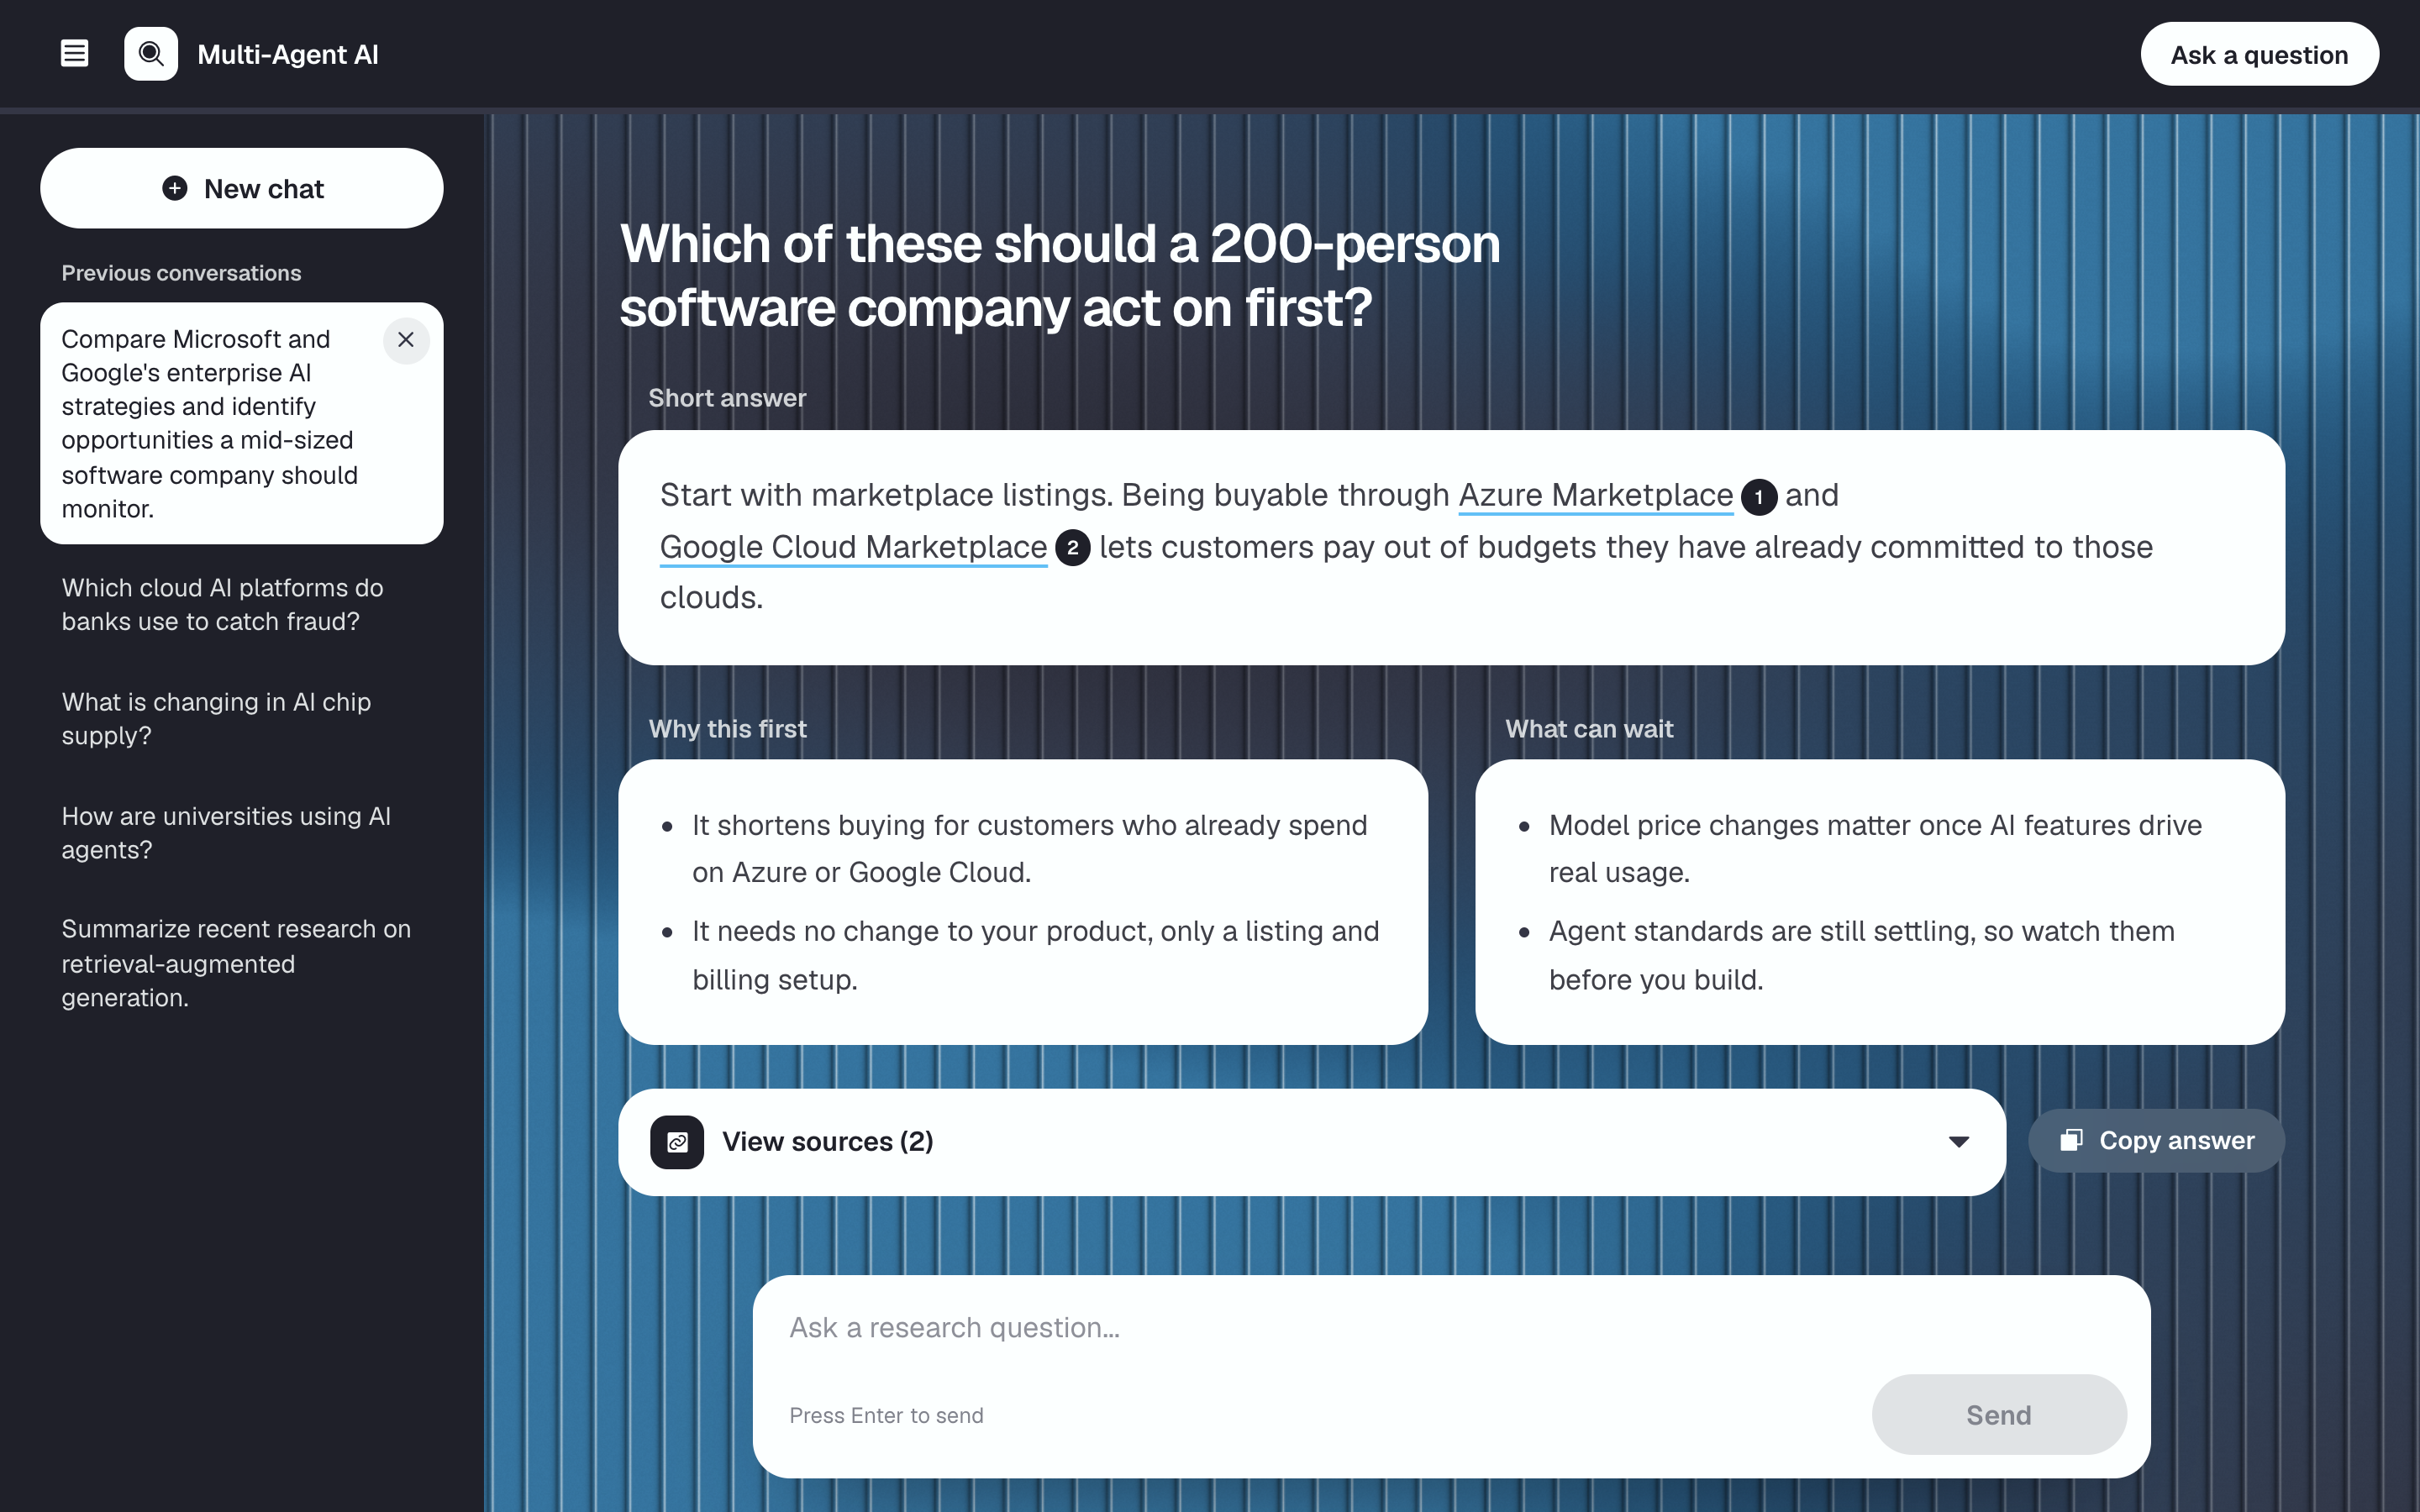 Multi-Agent AI
Ask a question
New chat
Previous conversations
Compare Microsoft and
Google's enterprise AI
strategies and identify
opportunities a mid-sized
software company should
monitor.
Which cloud AI platforms do
banks use to catch fraud?
What is changing in AI chip
supply?
How are universities using AI
agents?
Summarize recent research on
retrieval-augmented
generation.
Which of these should a 200-person
software company act on first?
Short answer
Start with marketplace listings. Being buyable through Azure Marketplace 1 and
Google Cloud Marketplace 2 lets customers pay out of budgets they have already committed to those
clouds.
Why this first
It shortens buying for customers who already spend
on Azure or Google Cloud.
It needs no change to your product, only a listing and
billing setup.
What can wait
Model price changes matter once AI features drive
real usage.
Agent standards are still settling, so watch them
before you build.
View sources (2)
Copy answer
Ask a research question...
Press Enter to send
Send